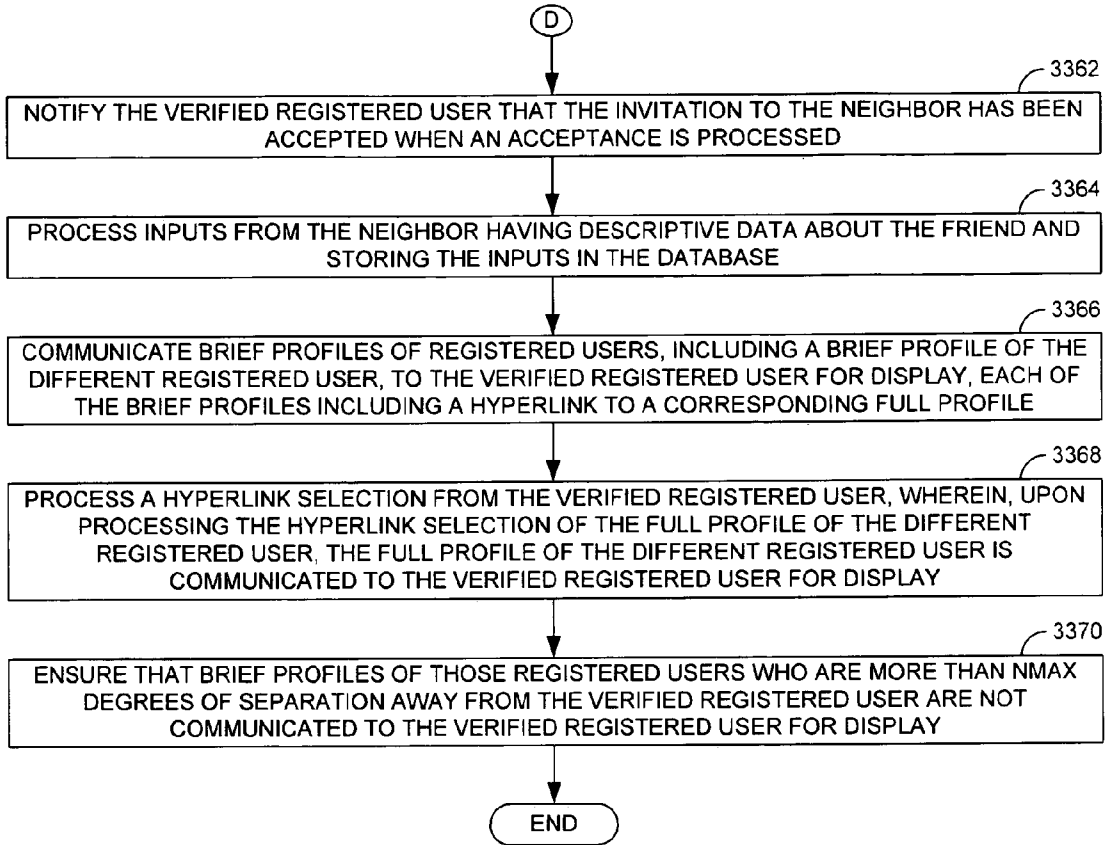 D
3362
NOTIFY THE VERIFIED REGISTERED USER THAT THE INVITATION TO THE NEIGHBOR HAS BEEN
ACCEPTED WHEN AN ACCEPTANCE IS PROCESSED
3364
PROCESS INPUTS FROM THE NEIGHBOR HAVING DESCRIPTIVE DATA ABOUT THE FRIEND AND
STORING THE INPUTS IN THE DATABASE
3366
COMMUNICATE BRIEF PROFILES OF REGISTERED USERS, INCLUDING A BRIEF PROFILE OF THE
DIFFERENT REGISTERED USER, TO THE VERIFIED REGISTERED USER FOR DISPLAY, EACH OF
THE BRIEF PROFILES INCLUDING A HYPERLINK TO A CORRESPONDING FULL PROFILE
3368
PROCESS A HYPERLINK SELECTION FROM THE VERIFIED REGISTERED USER, WHEREIN, UPON
PROCESSING THE HYPERLINK SELECTION OF THE FULL PROFILE OF THE DIFFERENT
REGISTERED USER, THE FULL PROFILE OF THE DIFFERENT REGISTERED USER IS
COMMUNICATED TO THE VERIFIED REGISTERED USER FOR DISPLAY
3370
ENSURE THAT BRIEF PROFILES OF THOSE REGISTERED USERS WHO ARE MORE THAN NMAX
DEGREES OF SEPARATION AWAY FROM THE VERIFIED REGISTERED USER ARE NOT
COMMUNICATED TO THE VERIFIED REGISTERED USER FOR DISPLAY
END